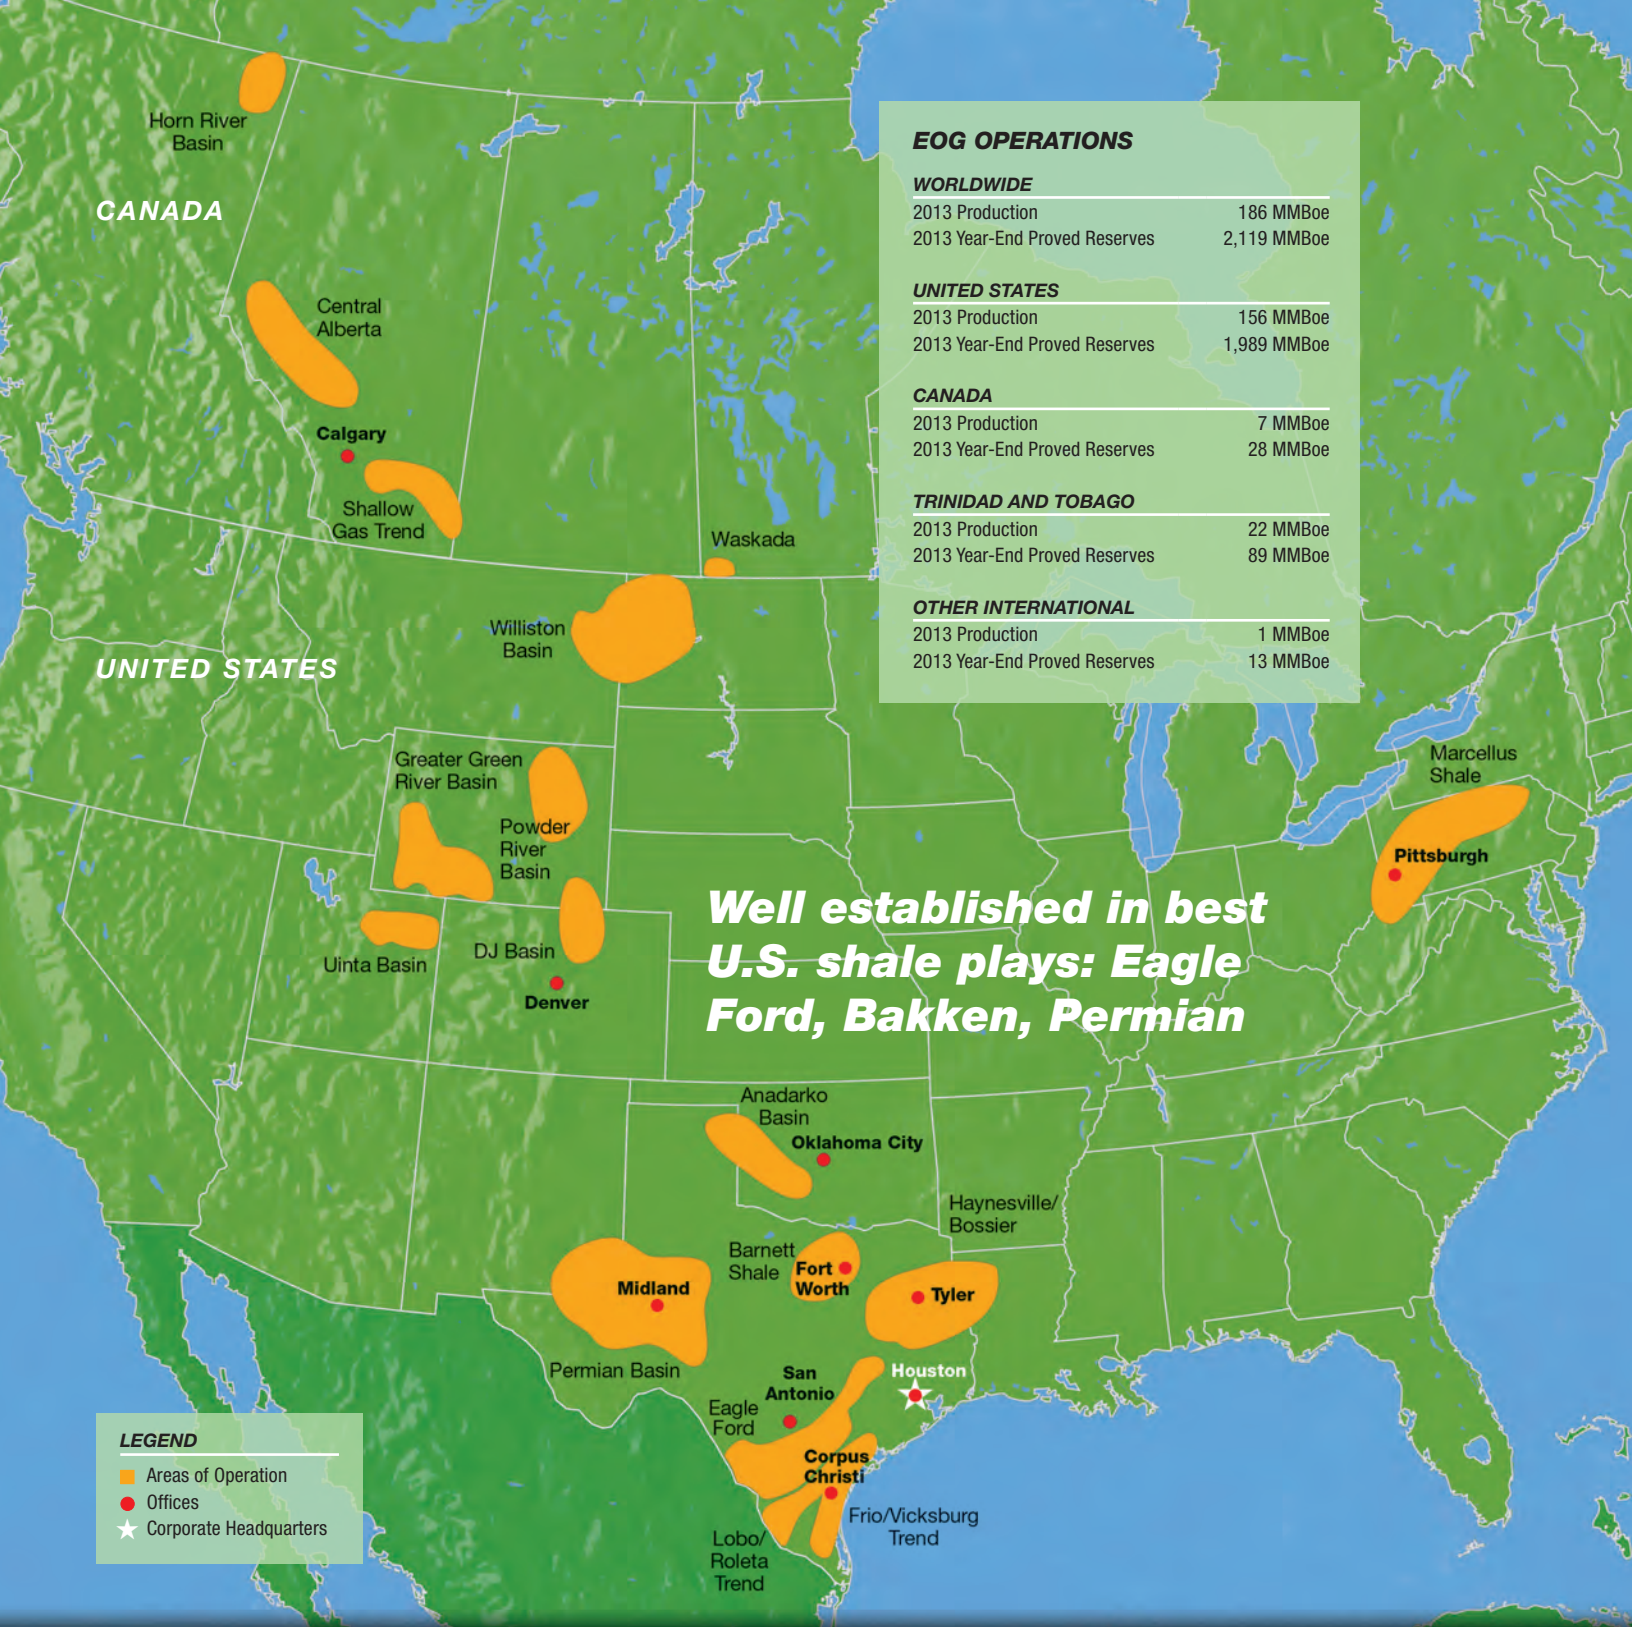 Horn River
Basin
CANADA
Central
Alberta
Calgary
Shallow
Gas Trend
Waskada
Williston
Basin
UNITED STATES
EOG OPERATIONS
WORLDWIDE
2013 Production 186 MMBoe
2013 Year-End Proved Reserves 2,119 MMBoe
UNITED STATES
2013 Production 156 MMBoe
2013 Year-End Proved Reserves 1,989 MMBoe
CANADA
2013 Production 7 MMBoe
2013 Year-End Proved Reserves 28 MMBoe
TRINIDAD AND TOBAGO
2013 Production 22 MMBoe
2013 Year-End Proved Reserves 89 MMBoe
OTHER INTERNATIONAL
2013 Production 1 MMBoe
2013 Year-End Proved Reserves 13 MMBoe
Greater Green
River Basin
Powder
River
Basin
Uinta Basin
DJ Basin
Denver
Marcellus
Shale
Pittsburgh
Well established in best
U.S. shale plays: Eagle
Ford, Bakken, Permian
Anadarko
Basin
Oklahoma City
Haynesville/
Bossier
Barnett
Shale
Fort
Worth
Midland
Tyler
Permian Basin
San
Antonio
Houston
Eagle
Ford
Corpus
Christi
Frio/Vicksburg
Trend
Lobo/
Roleta
Trend
LEGEND
Areas of Operation
Offices
Corporate Headquarters